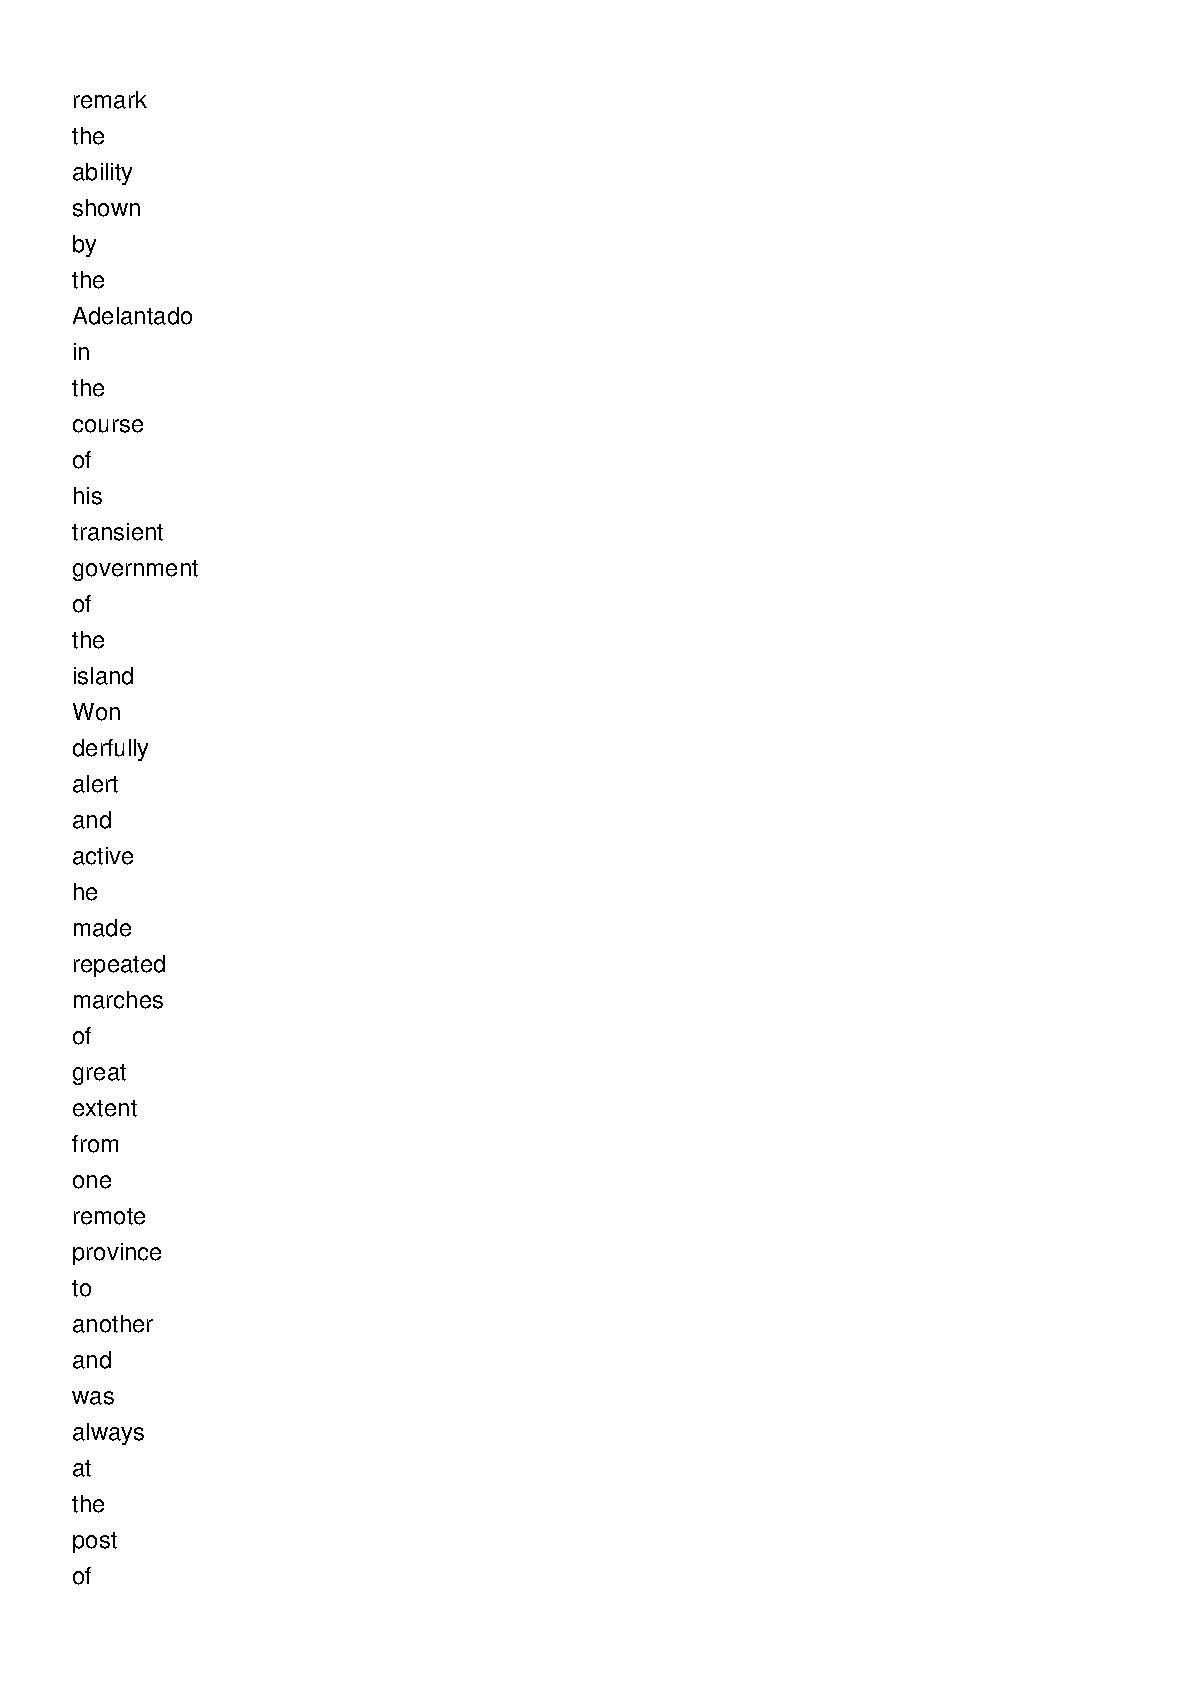 remark
the
ability
shown
by
the
Adelantado
in
the
course
of
his
transient
government
of
the
island
Won
derfully
alert
and
active
he
made
repeated
marches
of
great
extent
from
one
remote
province
to
another
and
was
always
at
the
post
of